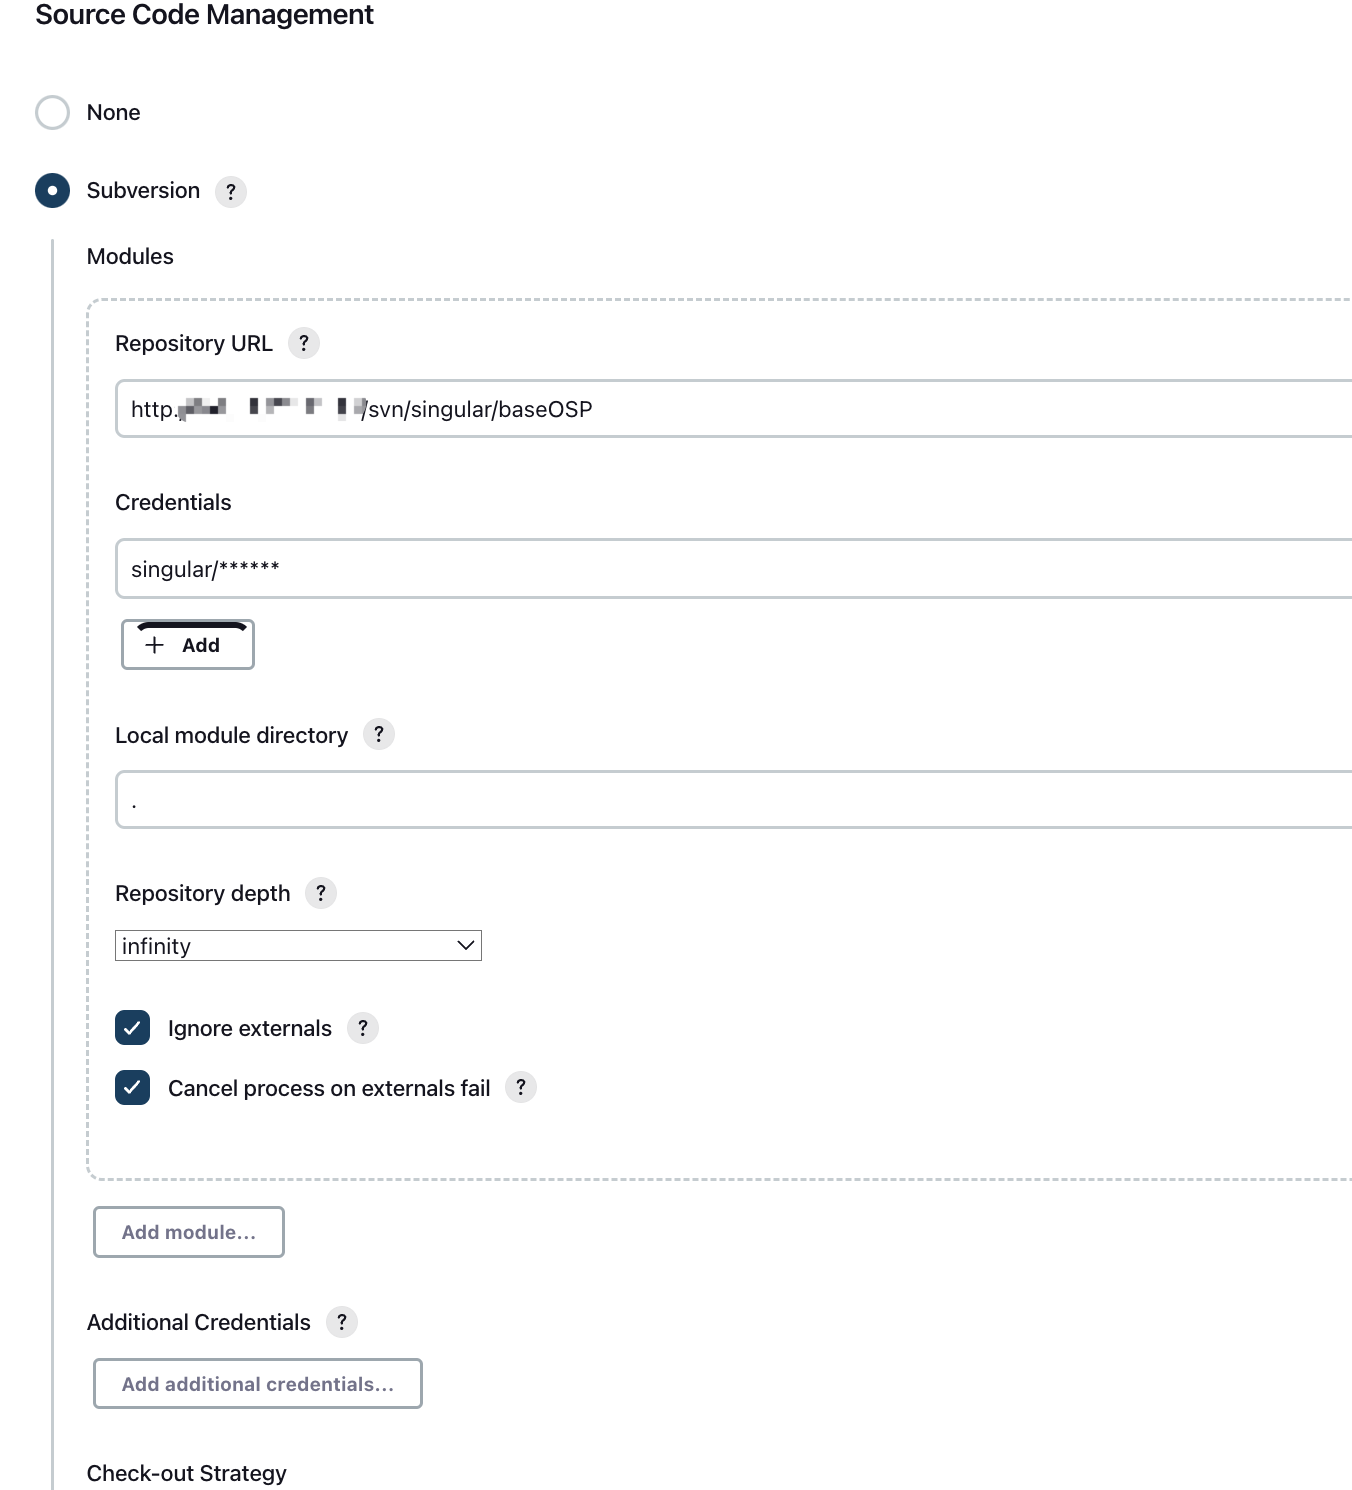 Source Code Management
None
Subversion ?
Modules
Repository URL ?
http: /svn/singular/baseOSP
Credentials
singular/******
+ Add
Local module directory ?
.
Repository depth ?
infinity
Ignore externals ?
Cancel process on externals fail ?
Add module...
Additional Credentials ?
Add additional credentials...
Check-out Strategy